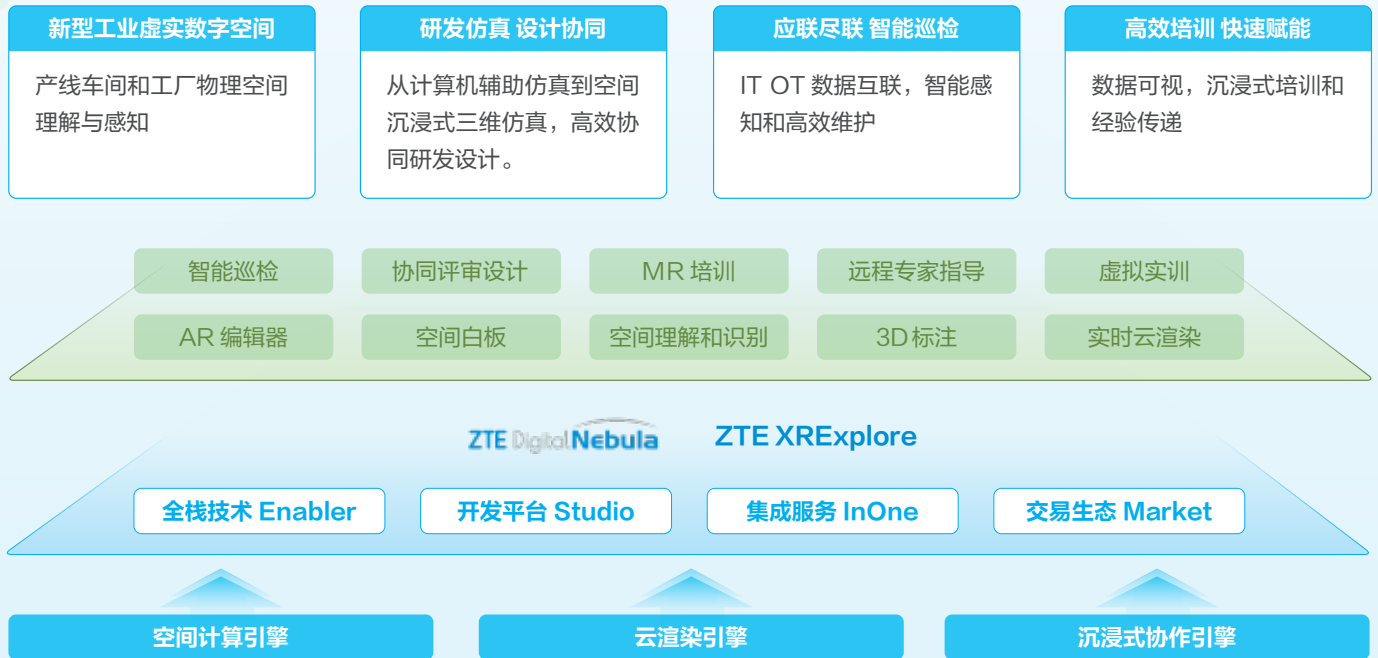 新型工业虚实数字空间
产线车间和工厂物理空间
理解与感知
研发仿真 设计协同
从计算机辅助仿真到空间
沉浸式三维仿真，高效协
同研发设计。
应联尽联 智能巡检
IT OT 数据互联，智能感
知和高效维护
高效培训 快速赋能
数据可视，沉浸式培训和
经验传递
智能巡检
协同评审设计
MR 培训
远程专家指导
虚拟实训
AR 编辑器
空间白板
空间理解和识别
3D 标注
实时云渲染
ZTE Digital Nebula
ZTE XRExplore
全栈技术 Enabler
开发平台 Studio
集成服务 InOne
交易生态 Market
空间计算引擎
云渲染引擎
沉浸式协作引擎